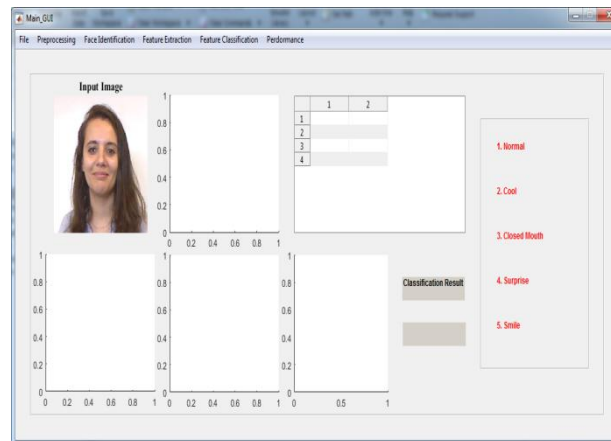 Main_GUI
File Preprocessing Face Identification Feature Extraction Feature Classification Perdormance
Input Image
1
0.8
0.6
0.4
0.2
0
0 0.2 0.4 0.6 0.8 1
1 2
1
2
3
4
1. Normal
2. Cool
3. Closed Mouth
4. Surprise
5. Smile
1
0.8
0.6
0.4
0.2
0
0 0.2 0.4 0.6 0.8 1
1
0.8
0.6
0.4
0.2
0
0 0.2 0.4 0.6 0.8 1
1
0.8
0.6
0.4
0.2
0
0 0.5 1
Classification Result